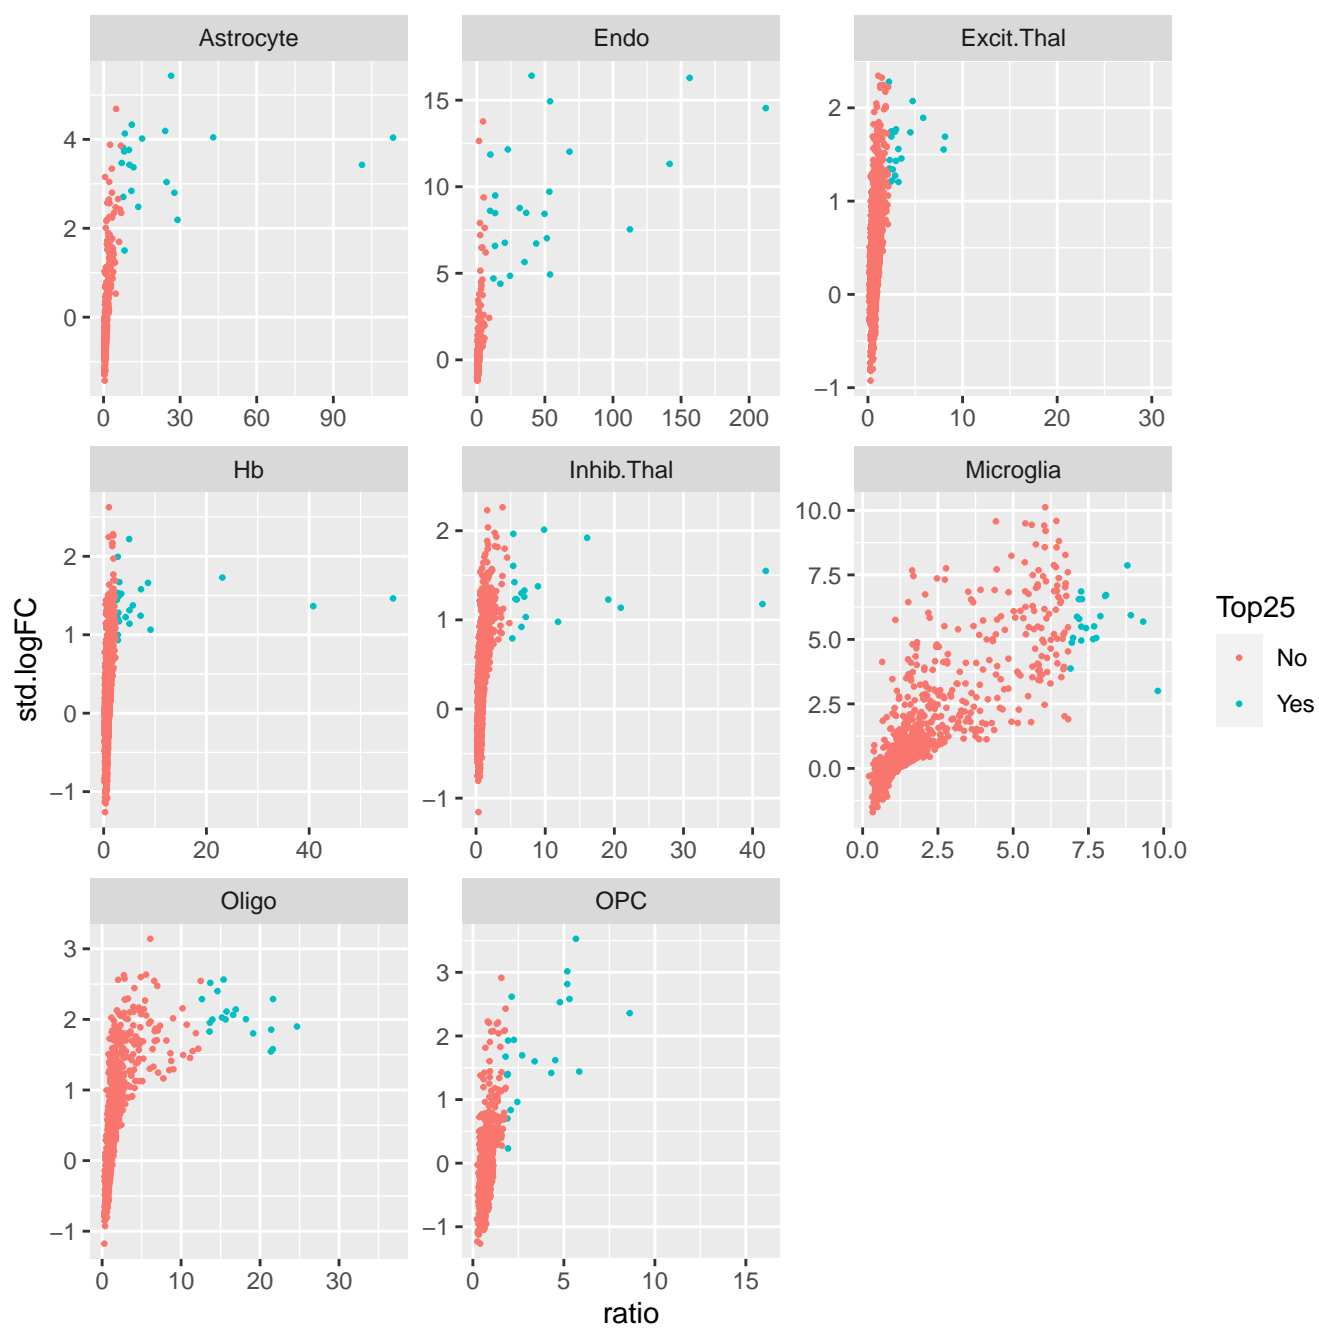 Astrocyte Endo Excit.Thal
4 2 0
15 10 5 0
2 1 0 −1
0 30 60 90
0 50 100 150 200
0 10 20 30
Hb Inhib.Thal Microglia
2 1 0 −1
2 1 0 −1
10.0 7.5 5.0 2.5 0.0
0 20 40
0 10 20 30 40
0.0 2.5 5.0 7.5 10.0
Oligo OPC
3 2 1 0 −1
3 2 1 0 −1
0 10 20 30
0 5 10 15
std.logFC
ratio
Top25
No
Yes